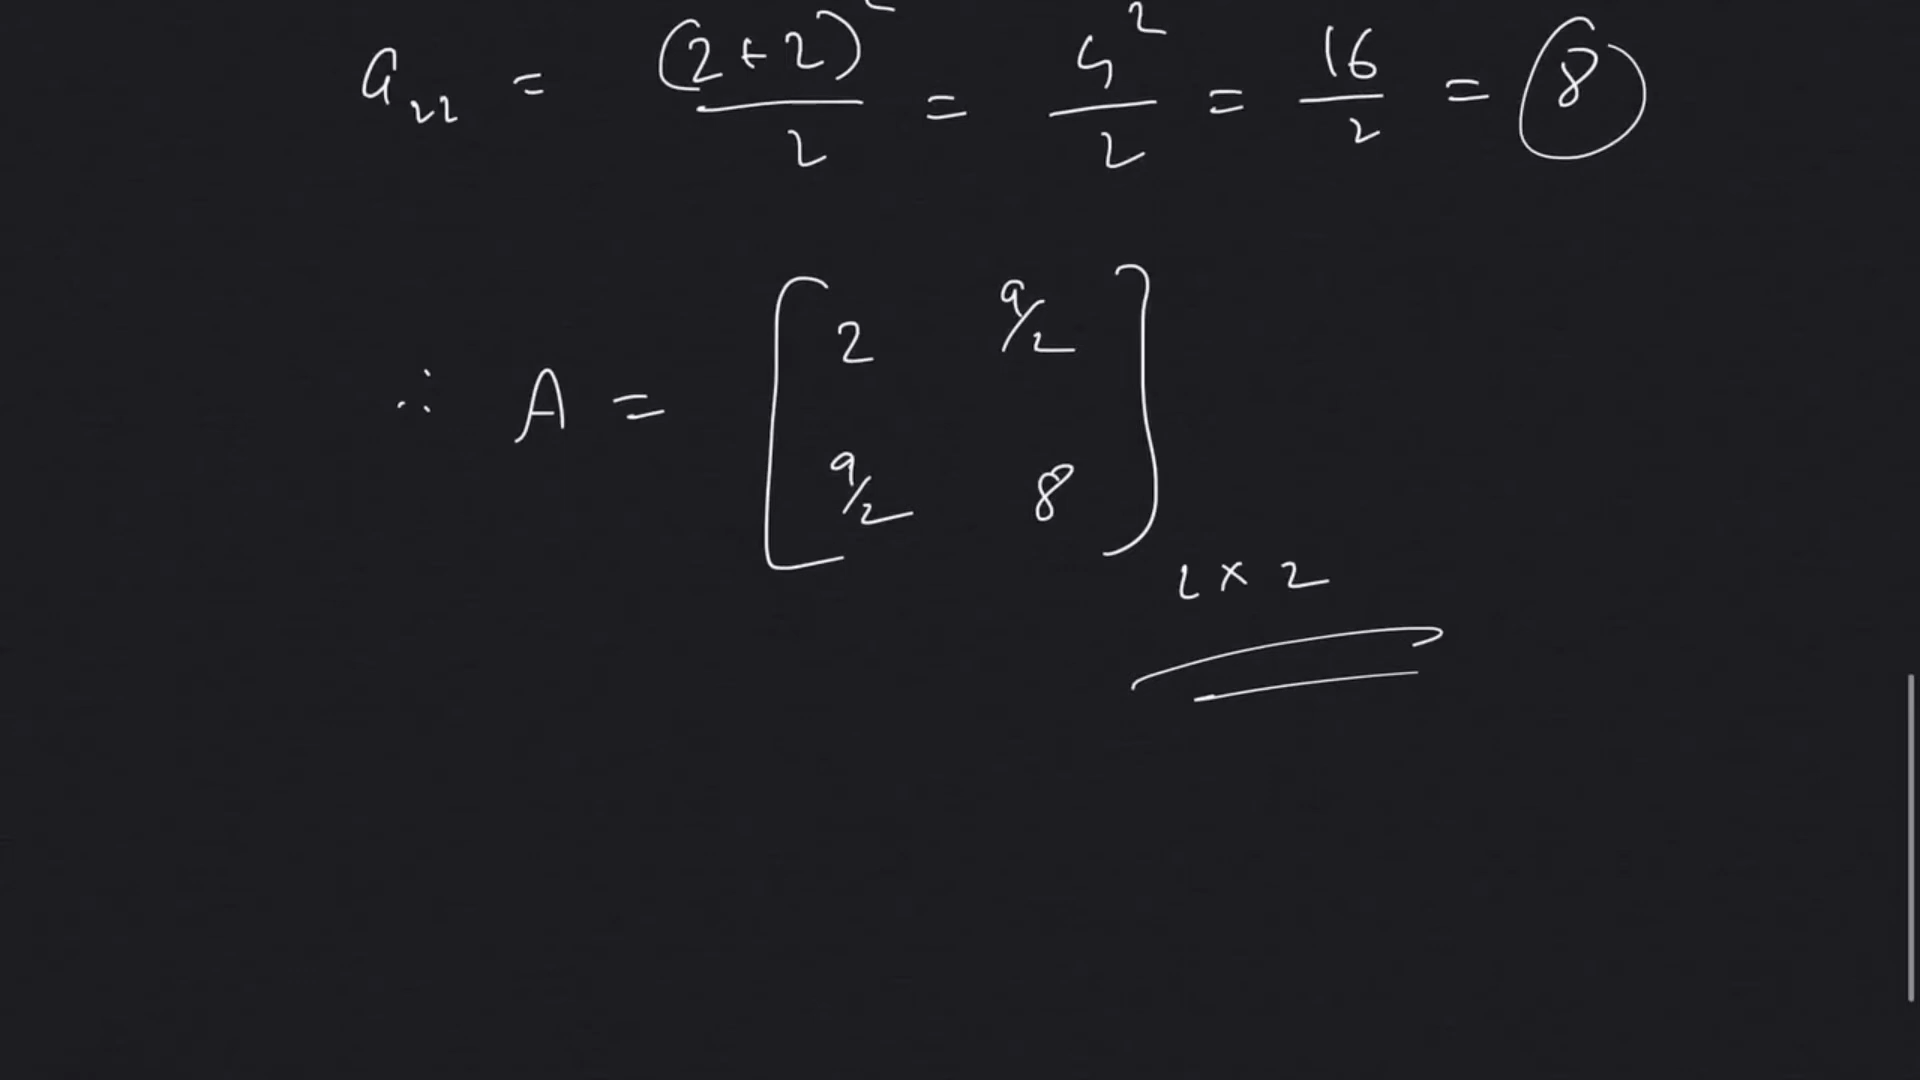 a₂₂ = (2+2)²/2 = 4²/2 = 16/2 = 8
∴ A = [ 2 9/2
9/2 8 ] 2×2